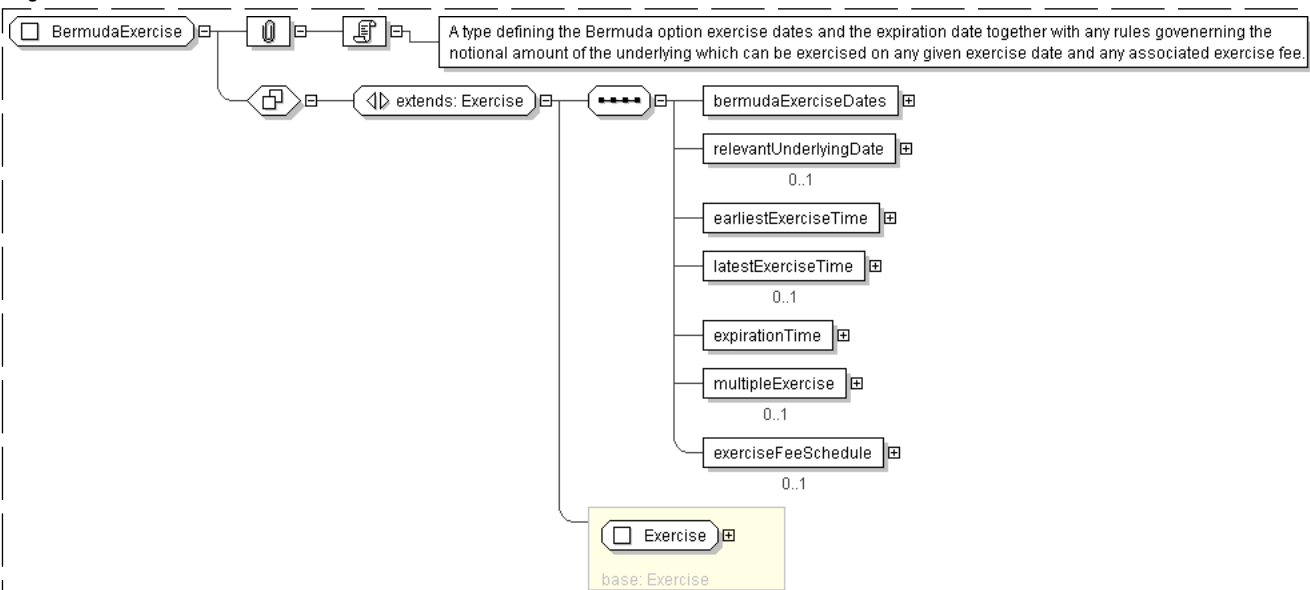 BermudaExercise
A type defining the Bermuda option exercise dates and the expiration date together with any rules govenerning the
notional amount of the underlying which can be exercised on any given exercise date and any associated exercise fee.
extends: Exercise
bermudaExerciseDates
relevantUnderlyingDate
0..1
earliestExerciseTime
latestExerciseTime
0..1
expirationTime
multipleExercise
0..1
exerciseFeeSchedule
0..1
Exercise
base: Exercise